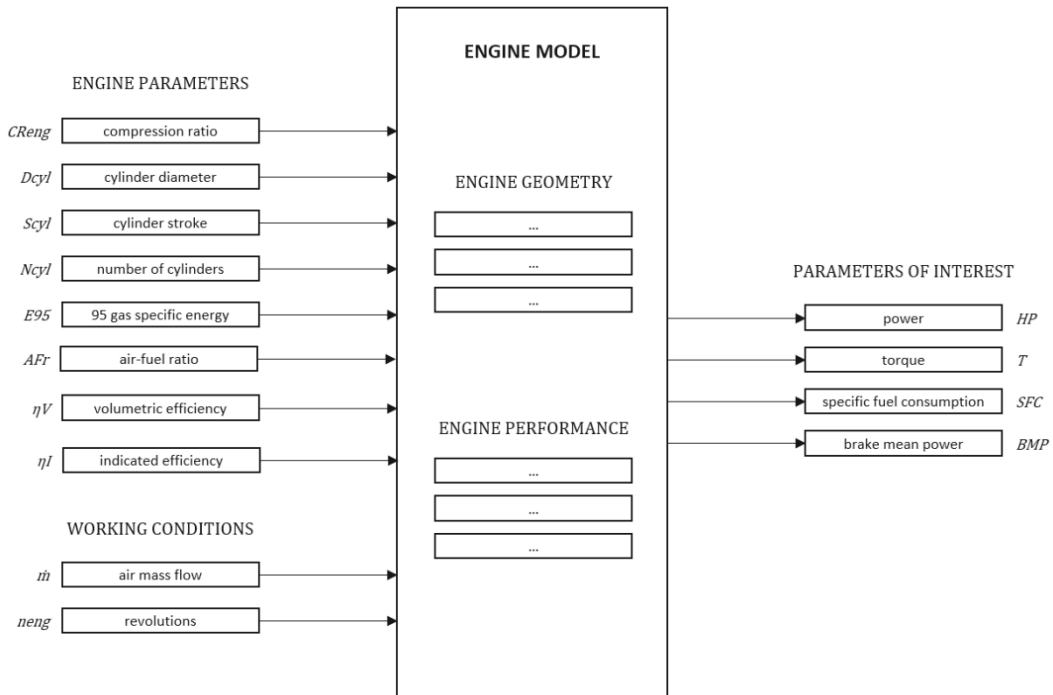 ENGINE PARAMETERS
CReng compression ratio
Dcyl cylinder diameter
Scyl cylinder stroke
Ncyl number of cylinders
E95 95 gas specific energy
AFr air-fuel ratio
ηV volumetric efficiency
ηI indicated efficiency
WORKING CONDITIONS
ṁ air mass flow
neng revolutions
ENGINE MODEL
ENGINE GEOMETRY
...
...
...
ENGINE PERFORMANCE
...
...
...
PARAMETERS OF INTEREST
power HP
torque T
specific fuel consumption SFC
brake mean power BMP